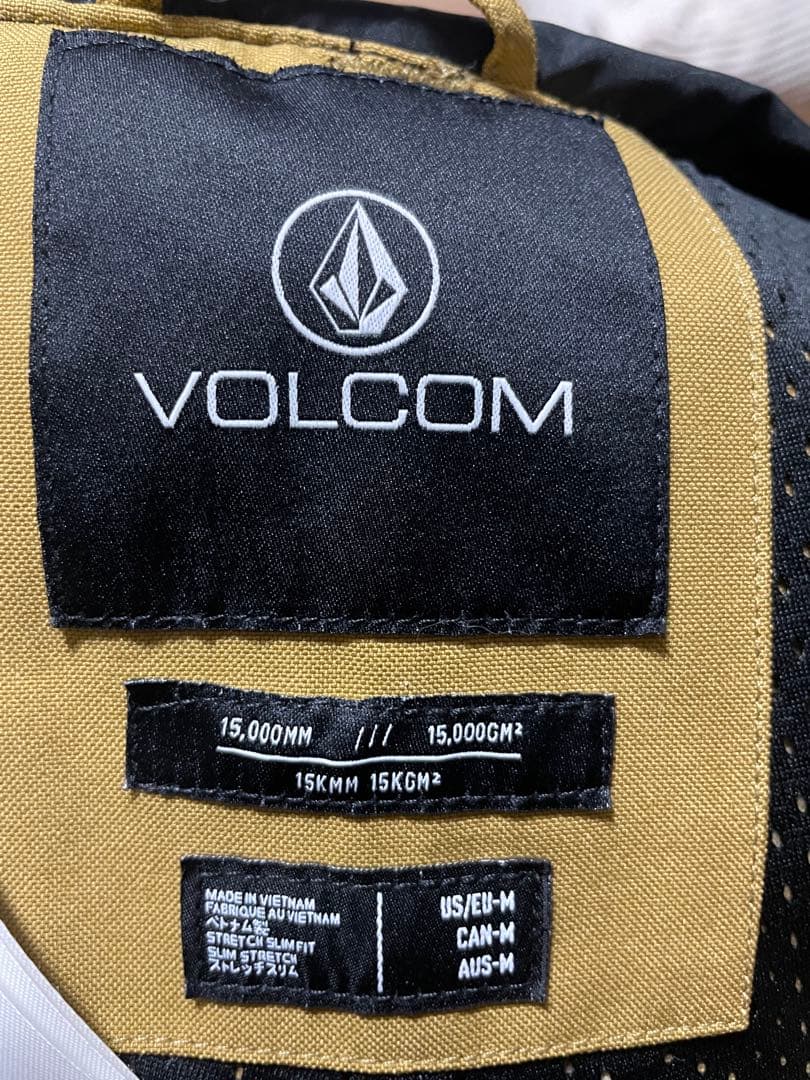 VOLCOM
15,000MM /// 15,000GM²
15KMM 15KGM²
MADE IN VIETNAM
FABRIQUE AU VIETNAM
ベトナム製
STRETCH SLIM FIT
SLIM STRETCH
ストレッチスリム
US/EU-M
CAN-M
AUS-M